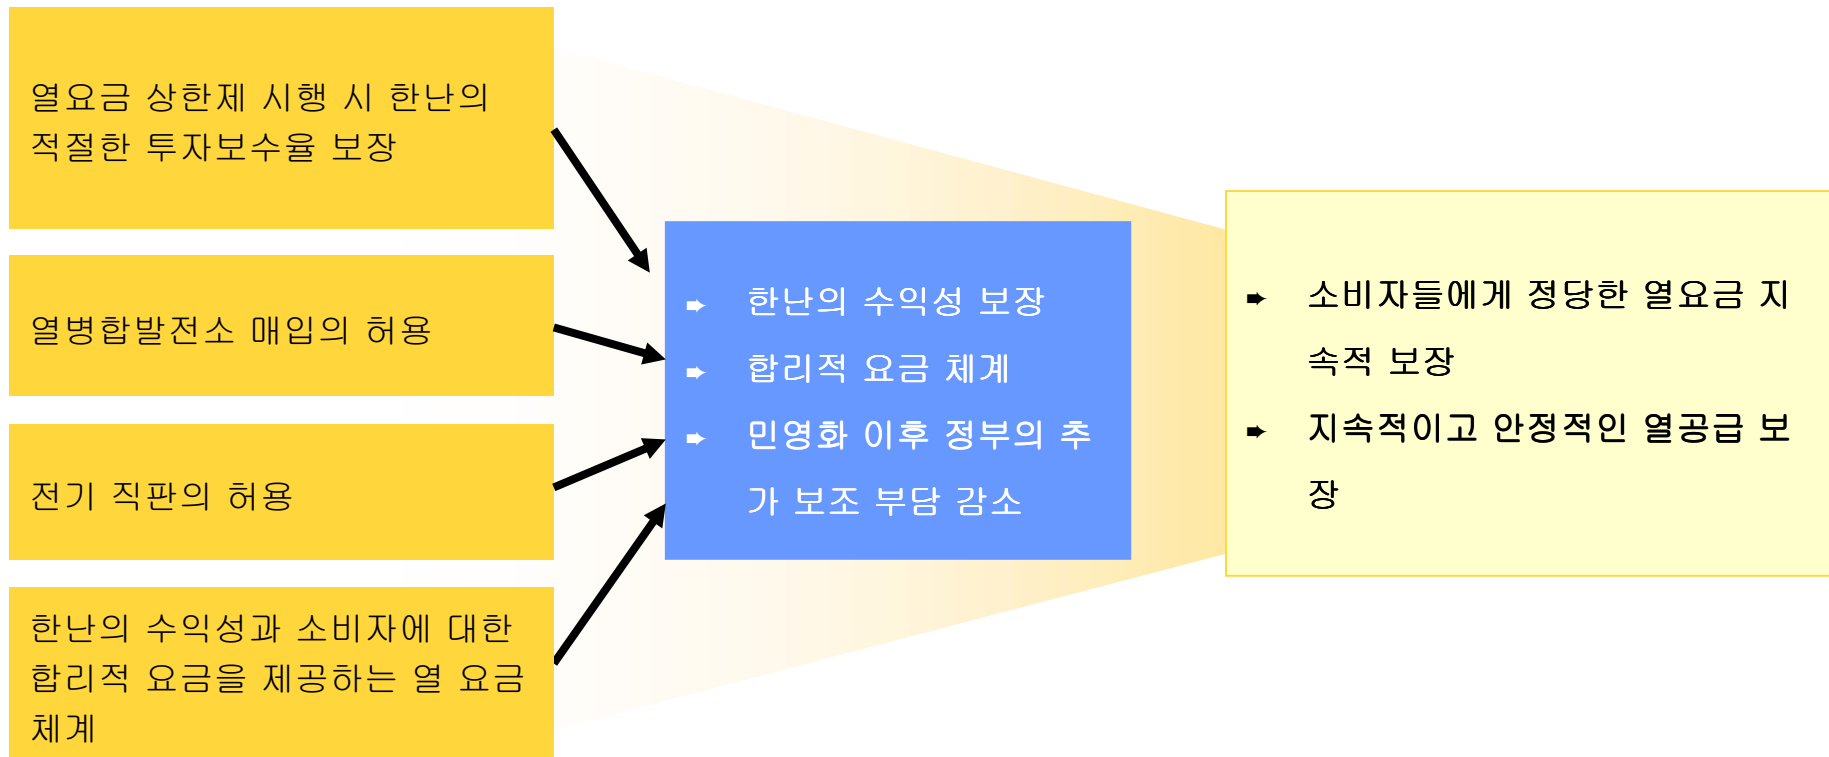 열요금 상한제 시행 시 한난의
적절한 투자보수율 보장
열병합발전소 매입의 허용
전기 직판의 허용
한난의 수익성과 소비자에 대한
합리적 요금을 제공하는 열 요금
체계
➨ 한난의 수익성 보장
➨ 합리적 요금 체계
➨ 민영화 이후 정부의 추
가 보조 부담 감소
➨ 소비자들에게 정당한 열요금 지
속적 보장
➨ 지속적이고 안정적인 열공급 보
장